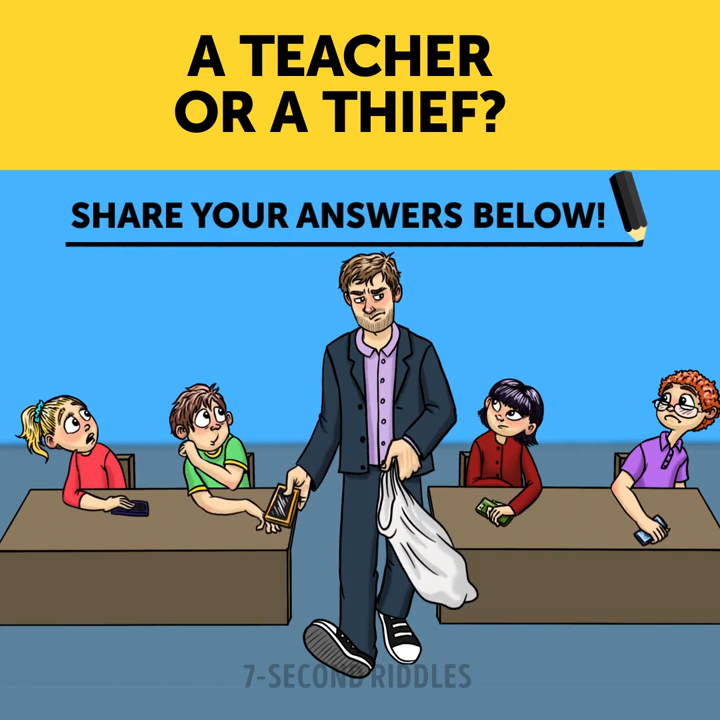 A TEACHER
OR A THIEF?
SHARE YOUR ANSWERS BELOW!
7-SECOND RIDDLES